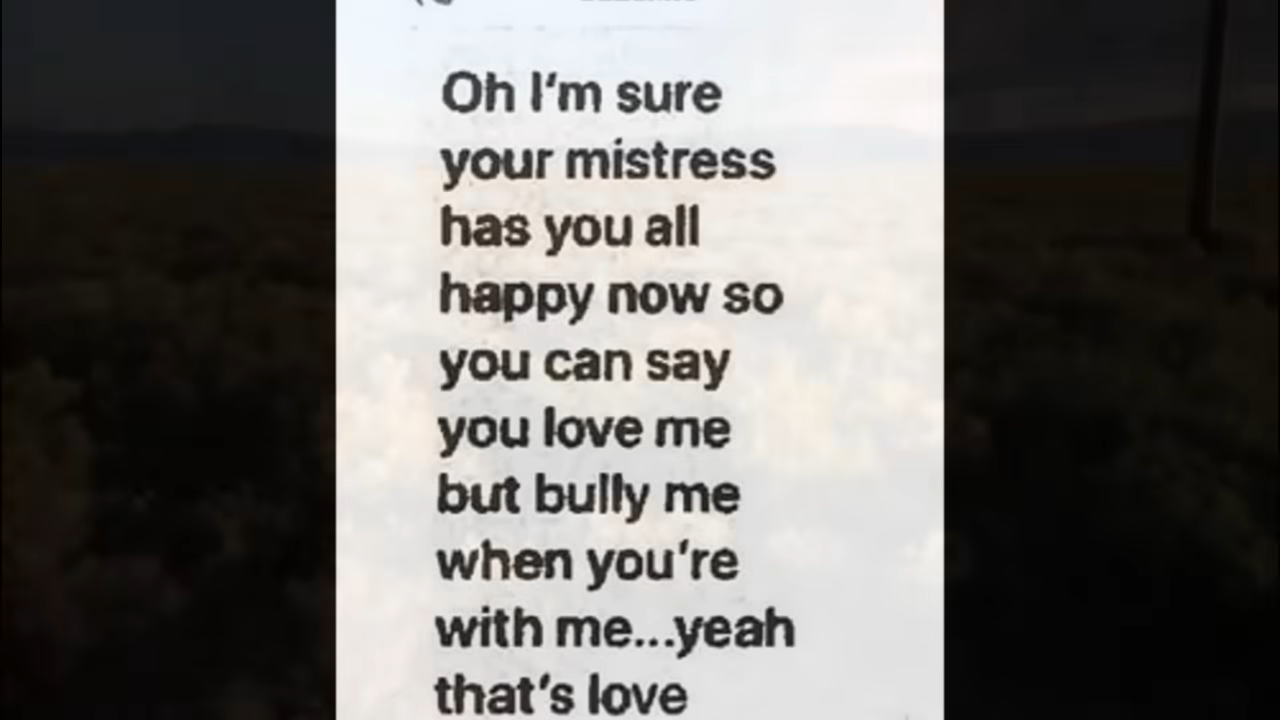 Oh I'm sure
your mistress
has you all
happy now so
you can say
you love me
but bully me
when you're
with me...yeah
that's love